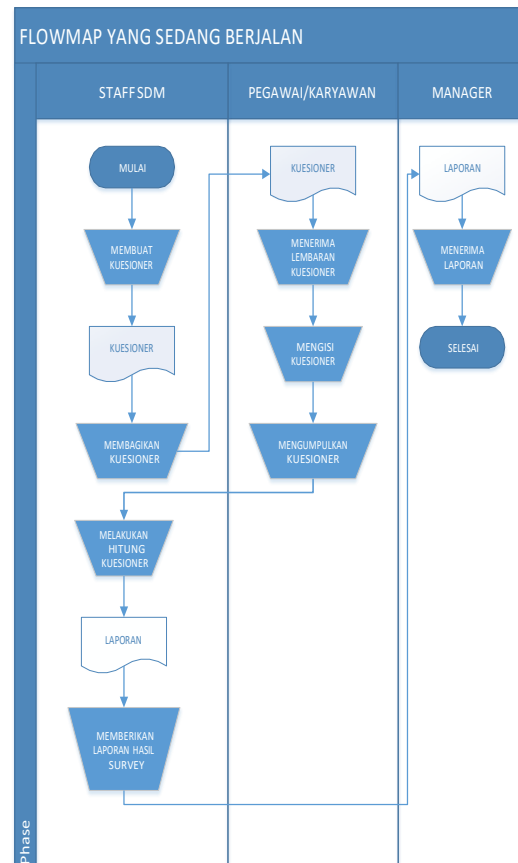 FLOWMAP YANG SEDANG BERJALAN
STAFF SDM
PEGAWAI/KARYAWAN
MANAGER
MULAI
MEMBUAT
KUESIONER
KUESIONER
MEMBAGIKAN
KUESIONER
MELAKUKAN
HITUNG
KUESIONER
LAPORAN
MEMBERIKAN
LAPORAN HASIL
SURVEY
KUESIONER
MENERIMA
LEMBARAN
KUESIONER
MENGISI
KUESIONER
MENGUMPULKAN
KUESIONER
LAPORAN
MENERIMA
LAPORAN
SELESAI
Phase